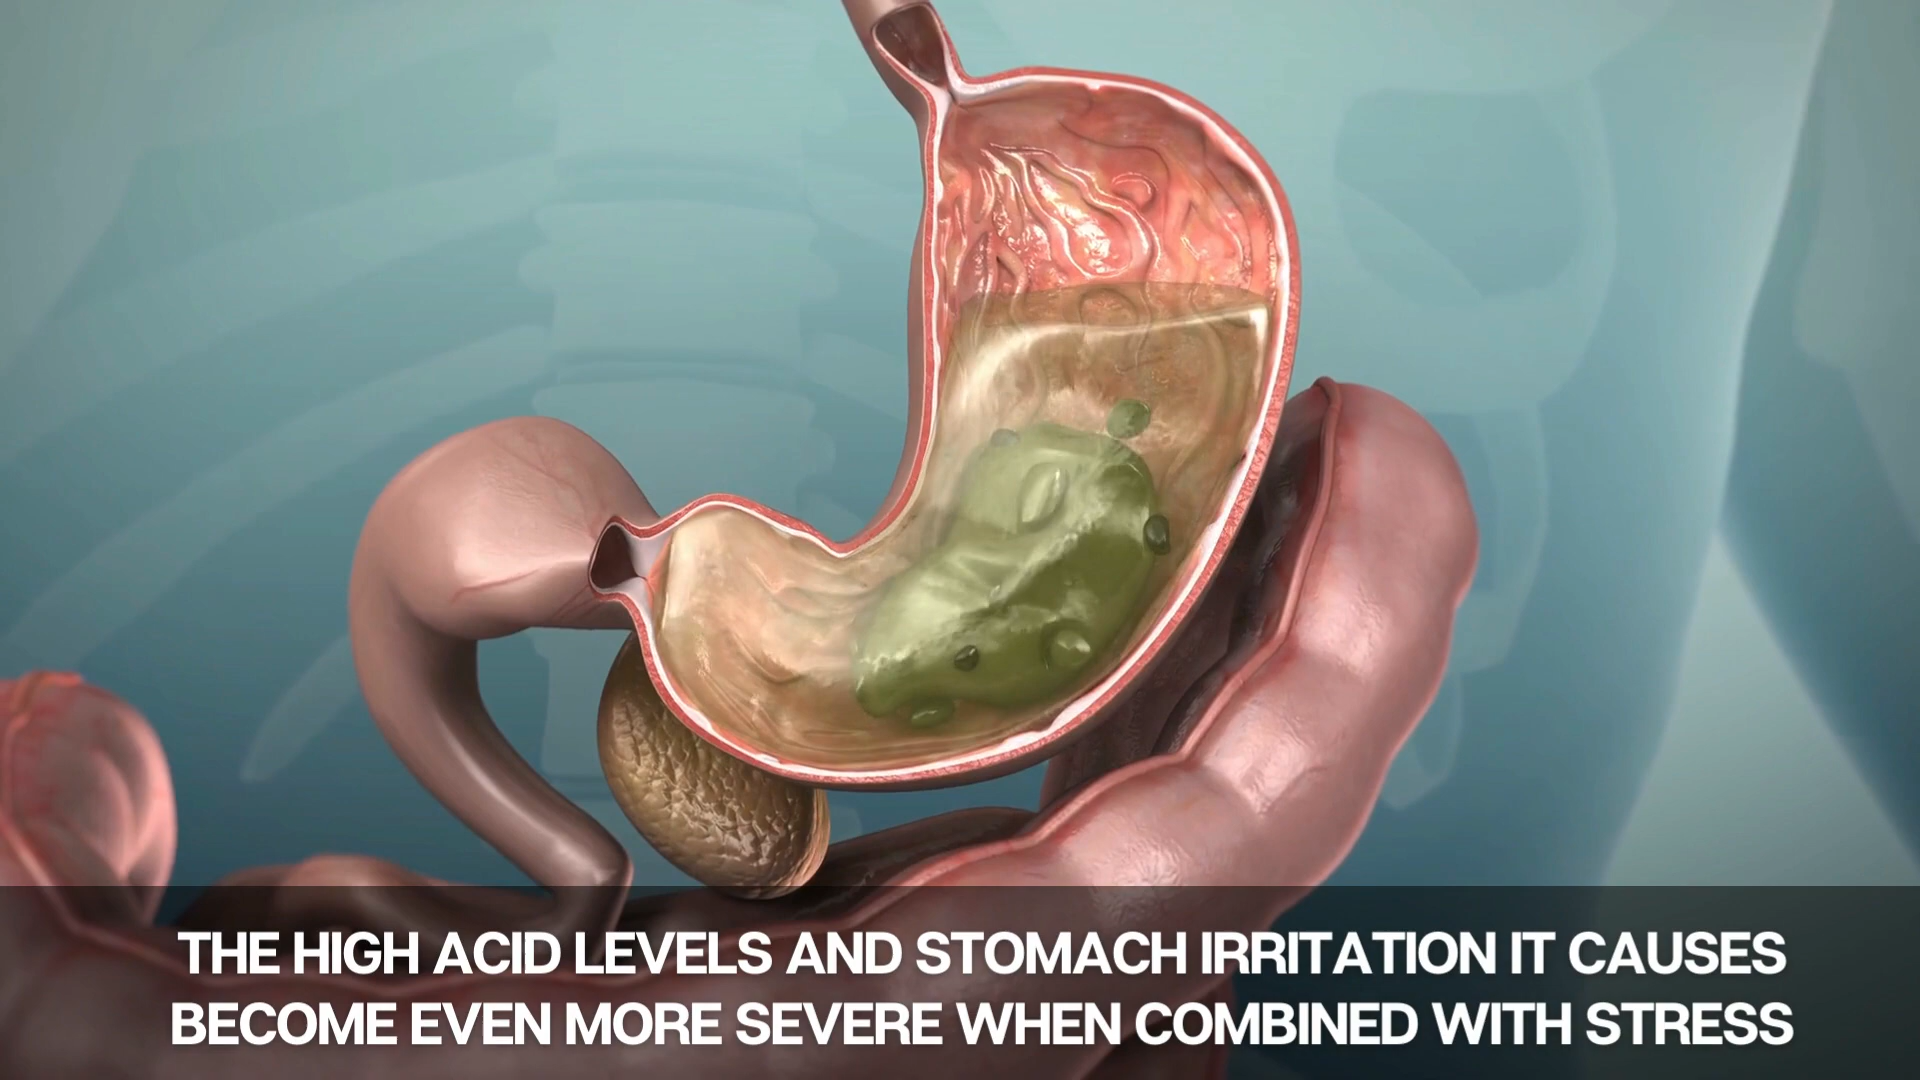 THE HIGH ACID LEVELS AND STOMACH IRRITATION IT CAUSES
BECOME EVEN MORE SEVERE WHEN COMBINED WITH STRESS